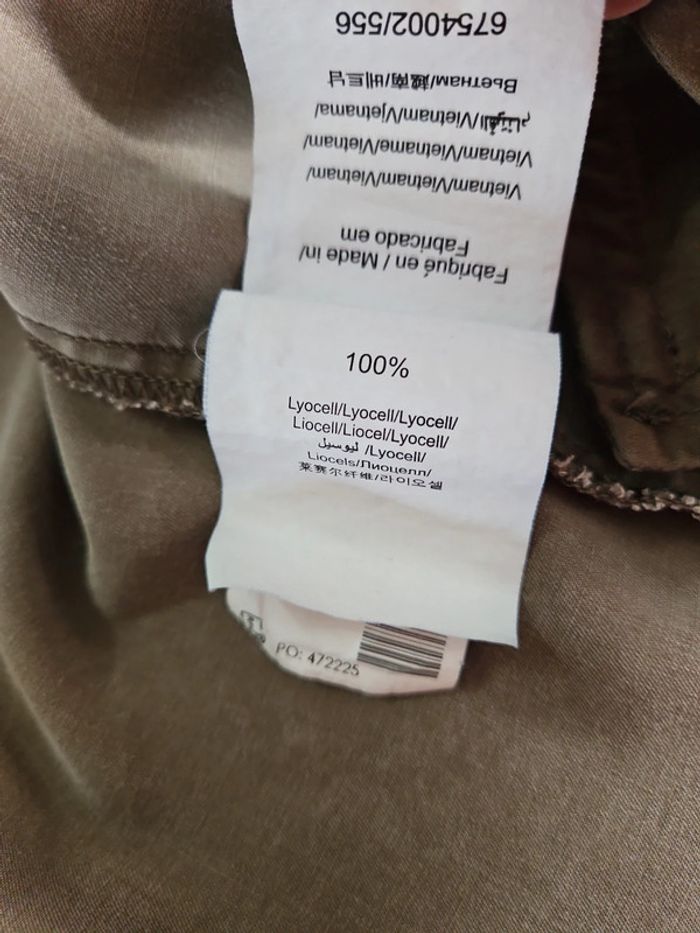 Fabriqué en / Made in/
Fabricado em
Vietnam/Vietnam/Vietnam/
Vietnam/Vietname/Vietnam/
/Vietnam/Vjetnama/
Вьетнам/越南/베트남
6754002/556
100%
Lyocell/Lyocell/Lyocell/
Liocell/Liocel/Lyocell/
ليوسيل /Lyocell/
Liocels/Лиоцелл/
莱赛尔纤维/라이오셀
PO: 472225